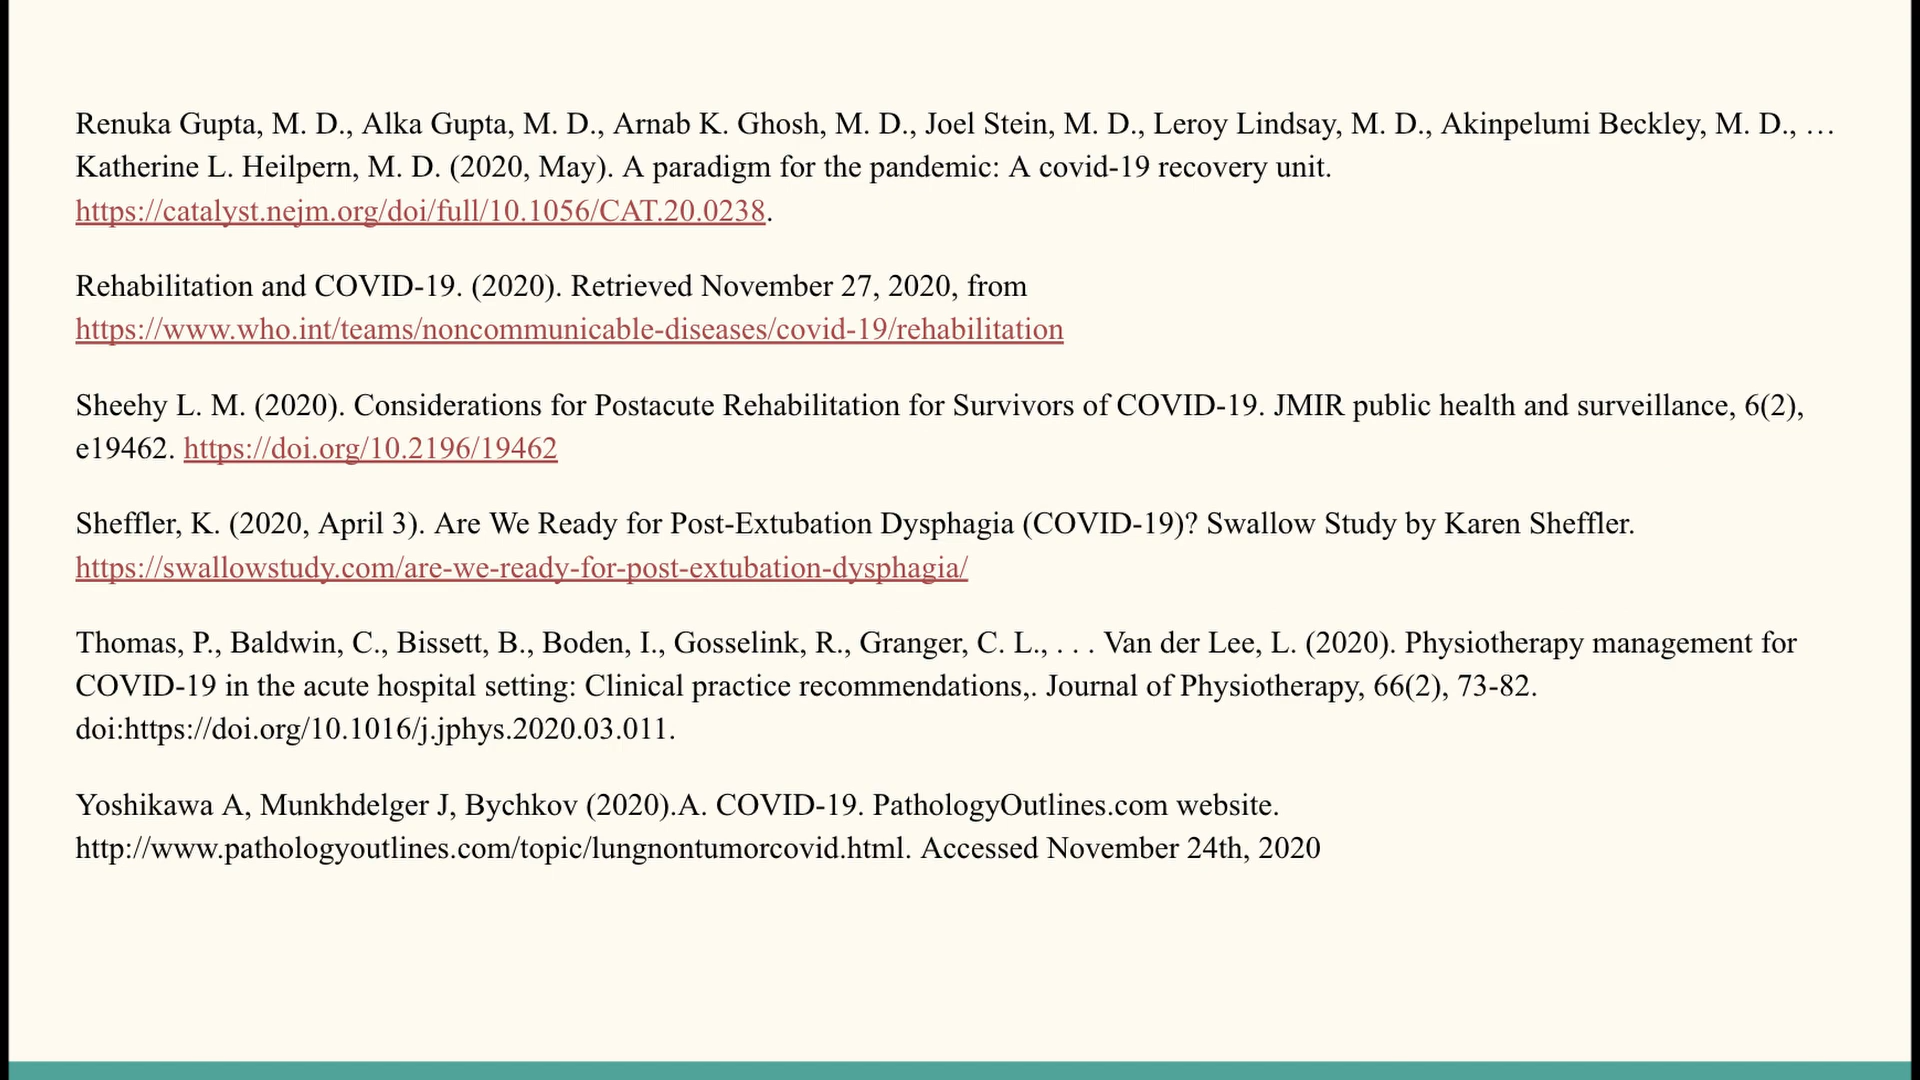 Renuka Gupta, M. D., Alka Gupta, M. D., Arnab K. Ghosh, M. D., Joel Stein, M. D., Leroy Lindsay, M. D., Akinpelumi Beckley, M. D., …
Katherine L. Heilpern, M. D. (2020, May). A paradigm for the pandemic: A covid-19 recovery unit.
https://catalyst.nejm.org/doi/full/10.1056/CAT.20.0238.
Rehabilitation and COVID-19. (2020). Retrieved November 27, 2020, from
https://www.who.int/teams/noncommunicable-diseases/covid-19/rehabilitation
Sheehy L. M. (2020). Considerations for Postacute Rehabilitation for Survivors of COVID-19. JMIR public health and surveillance, 6(2),
e19462. https://doi.org/10.2196/19462
Sheffler, K. (2020, April 3). Are We Ready for Post-Extubation Dysphagia (COVID-19)? Swallow Study by Karen Sheffler.
https://swallowstudy.com/are-we-ready-for-post-extubation-dysphagia/
Thomas, P., Baldwin, C., Bissett, B., Boden, I., Gosselink, R., Granger, C. L., . . . Van der Lee, L. (2020). Physiotherapy management for
COVID-19 in the acute hospital setting: Clinical practice recommendations,. Journal of Physiotherapy, 66(2), 73-82.
doi:https://doi.org/10.1016/j.jphys.2020.03.011.
Yoshikawa A, Munkhdelger J, Bychkov (2020).A. COVID-19. PathologyOutlines.com website.
http://www.pathologyoutlines.com/topic/lungnontumorcovid.html. Accessed November 24th, 2020